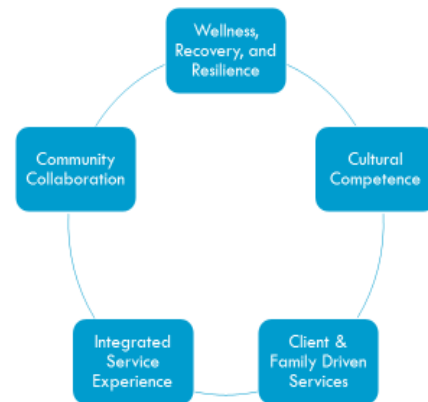 Wellness,
Recovery, and
Resilience
Community
Collaboration
Cultural
Competence
Integrated
Service
Experience
Client &
Family Driven
Services